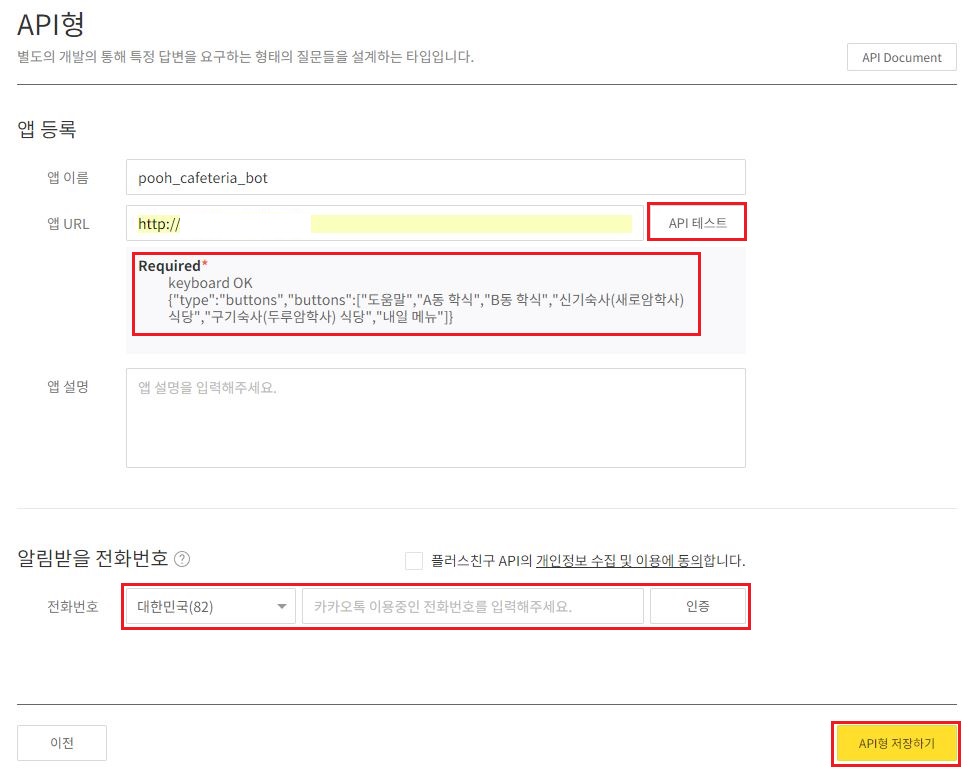 API형
별도의 개발의 통해 특정 답변을 요구하는 형태의 질문들을 설계하는 타입입니다.
API Document
앱 등록
앱 이름
pooh_cafeteria_bot
앱 URL
http://
API 테스트
Required*
keyboard OK
{"type":"buttons","buttons":["도움말","A동 학식","B동 학식","신기숙사(새로암학사)
식당","구기숙사(두루암학사) 식당","내일 메뉴"]}
앱 설명
앱 설명을 입력해주세요.
알림받을 전화번호 ?
플러스친구 API의 개인정보 수집 및 이용에 동의합니다.
전화번호
대한민국(82)
카카오톡 이용중인 전화번호를 입력해주세요.
인증
이전
API형 저장하기